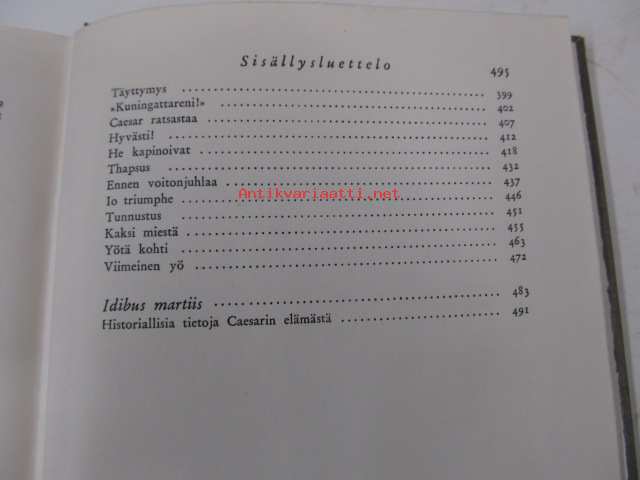 Sisällysluettelo 495
Täyttymys 399
»Kuningattareni!» 402
Caesar ratsastaa 407
Hyvästi! 412
He kapinoivat 418
Thapsus 432
Ennen voitonjuhlaa 437
Antikvariaatti.net
Io triumphe 446
Tunnustus 451
Kaksi miestä 455
Yötä kohti 463
Viimeinen yö 472
Idibus martiis 483
Historiallisia tietoja Caesarin elämästä 491